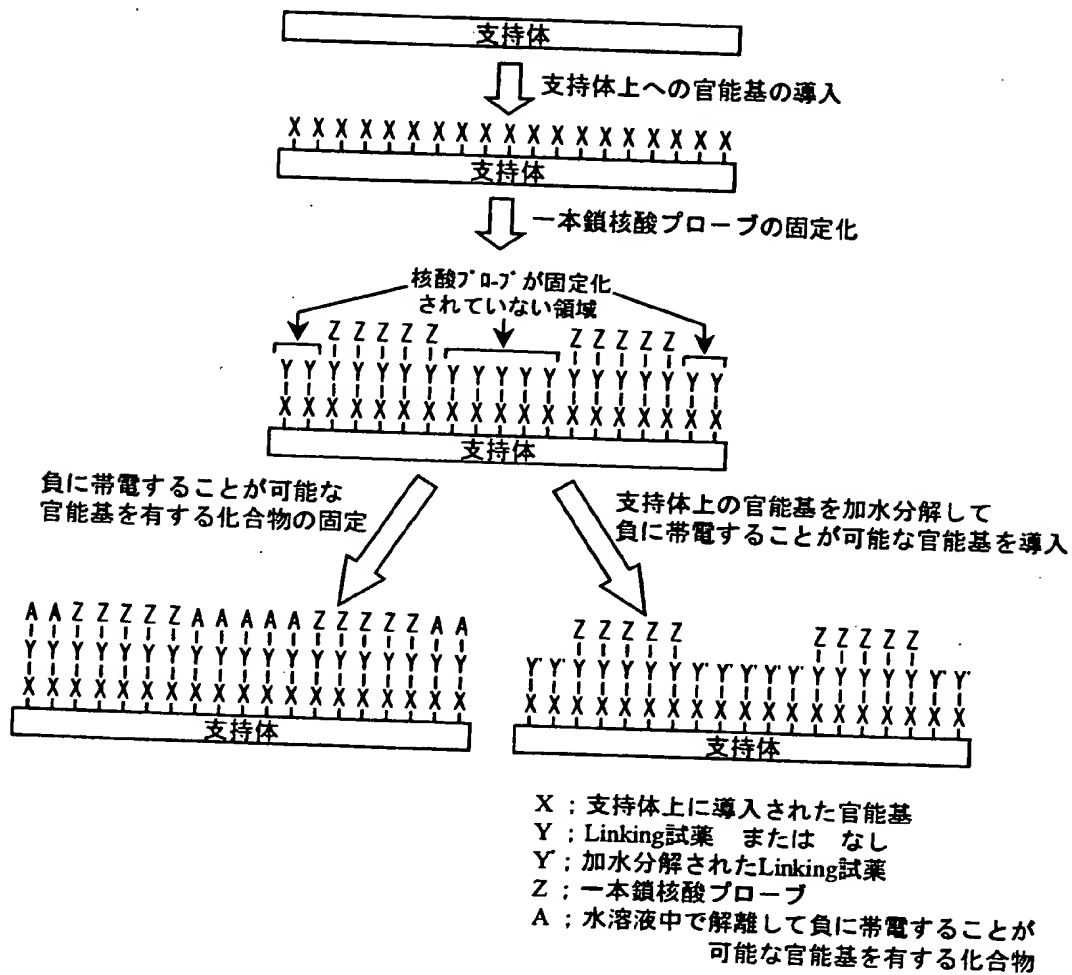 支持体
支持体上への官能基の導入
X X X X X X X X X X X X X X X X X X X
支持体
一本鎖核酸プローブの固定化
核酸プローブが固定化
されていない領域
Z Z Z Z Z Z Z Z Z Z
Y Y Y Y Y Y Y Y Y Y Y Y Y Y Y Y Y Y Y
X X X X X X X X X X X X X X X X X X X
支持体
負に帯電することが可能な
官能基を有する化合物の固定
支持体上の官能基を加水分解して
負に帯電することが可能な官能基を導入
A A Z Z Z Z Z A A A A A Z Z Z Z Z A A
Y Y Y Y Y Y Y Y Y Y Y Y Y Y Y Y Y Y Y
X X X X X X X X X X X X X X X X X X X
支持体
Z Z Z Z Z Z Z Z Z Z
Y' Y' Y Y Y Y Y Y' Y' Y' Y' Y' Y Y Y Y Y Y' Y'
X X X X X X X X X X X X X X X X X X X
支持体
X ; 支持体上に導入された官能基
Y ; Linking試薬 または なし
Y' ; 加水分解されたLinking試薬
Z ; 一本鎖核酸プローブ
A ; 水溶液中で解離して負に帯電することが
可能な官能基を有する化合物